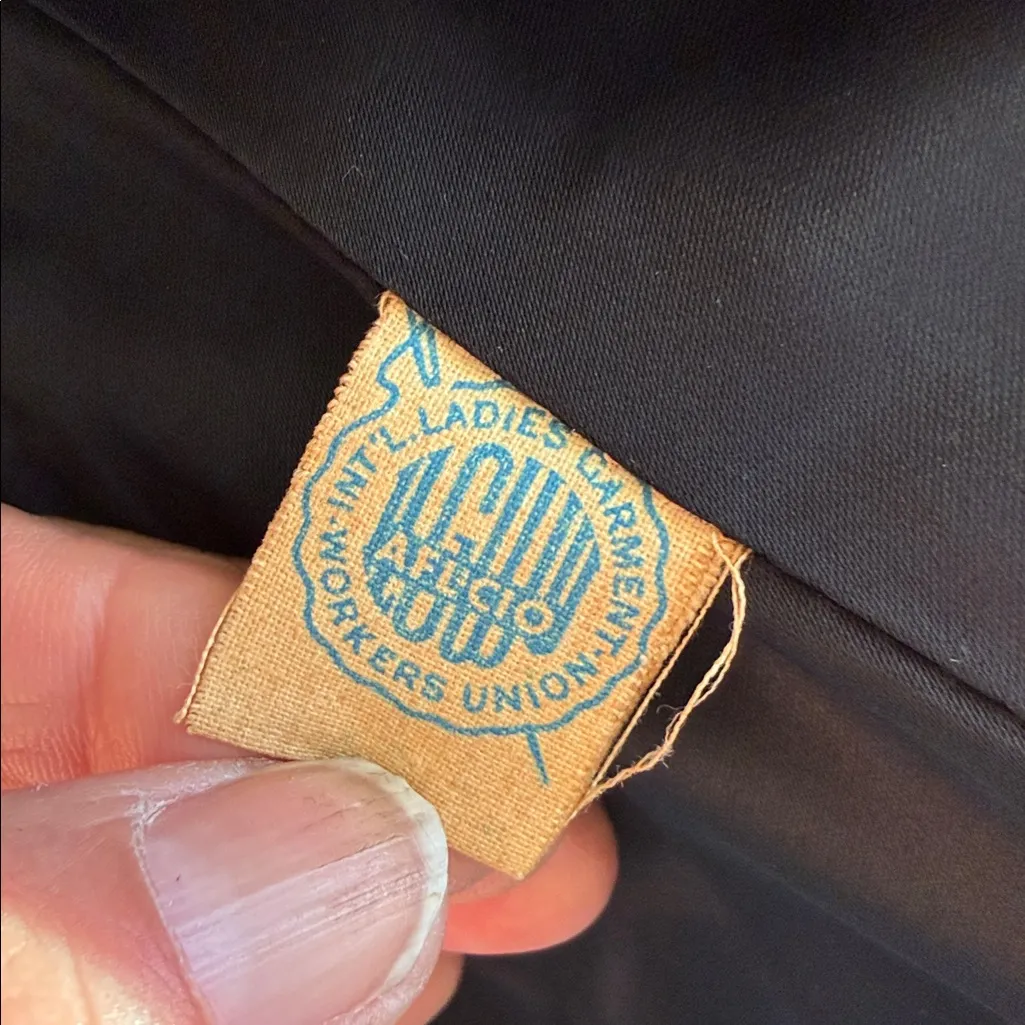 INT'L. LADIES GARMENT.
WORKERS UNION.
ILGWU
AFL CIO